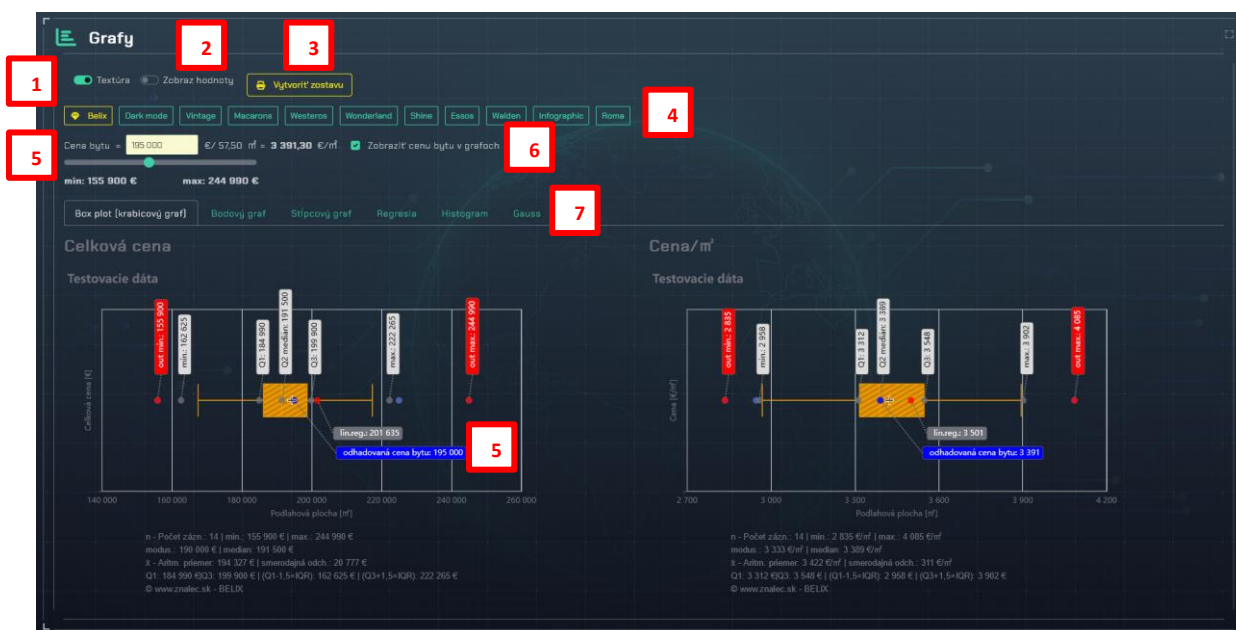 Grafy
2
3
1
Textúra Zobraz hodnoty Vytvoriť zostavu
Belix Dark mode Vintage Macarons Westeros Wonderland Shine Essos Walden Infographic Roma
4
5
Cena bytu = 195 000 €/ 57,50 ㎡ = 3 391,30 €/㎡ Zobraziť cenu bytu v grafoch
6
min: 155 900 € max: 244 990 €
Box plot (krabicový graf) Bodový graf Stĺpcový graf Regresia Histogram Gauss
7
Celková cena
Testovacie dáta
out min.: 155 900
min.: 162 625
Q1: 184 990
Q2 medián: 191 500
Q3: 199 900
max.: 222 265
out max.: 244 990
Celková cena [€]
lin.reg.: 201 635
odhadovaná cena bytu: 195 000
5
140 000 160 000 180 000 200 000 220 000 240 000 260 000
Podlahová plocha [㎡]
n - Počet zázn.: 14 | min.: 155 900 € | max.: 244 990 €
modus.: 190 000 € | median: 191 500 €
x̄ - Aritm. priemer: 194 327 € | smerodajná odch.: 20 777 €
Q1: 184 990 €|Q3: 199 900 € | (Q1-1,5×IQR): 162 625 € | (Q3+1,5×IQR): 222 265 €
© www.znalec.sk - BELIX
Cena/㎡
Testovacie dáta
out min.: 2 835
min.: 2 958
Q1: 3 312
Q2 medián: 3 389
Q3: 3 548
max.: 3 902
out max.: 4 085
Cena [€/㎡]
lin.reg.: 3 501
odhadovaná cena bytu: 3 391
2 700 3 000 3 300 3 600 3 900 4 200
Podlahová plocha [㎡]
n - Počet zázn.: 14 | min.: 2 835 €/㎡ | max.: 4 085 €/㎡
modus.: 3 333 €/㎡ | median: 3 389 €/㎡
x̄ - Aritm. priemer: 3 422 €/㎡ | smerodajná odch.: 311 €/㎡
Q1: 3 312 €|Q3: 3 548 € | (Q1-1,5×IQR): 2 958 € | (Q3+1,5×IQR): 3 902 €
© www.znalec.sk - BELIX